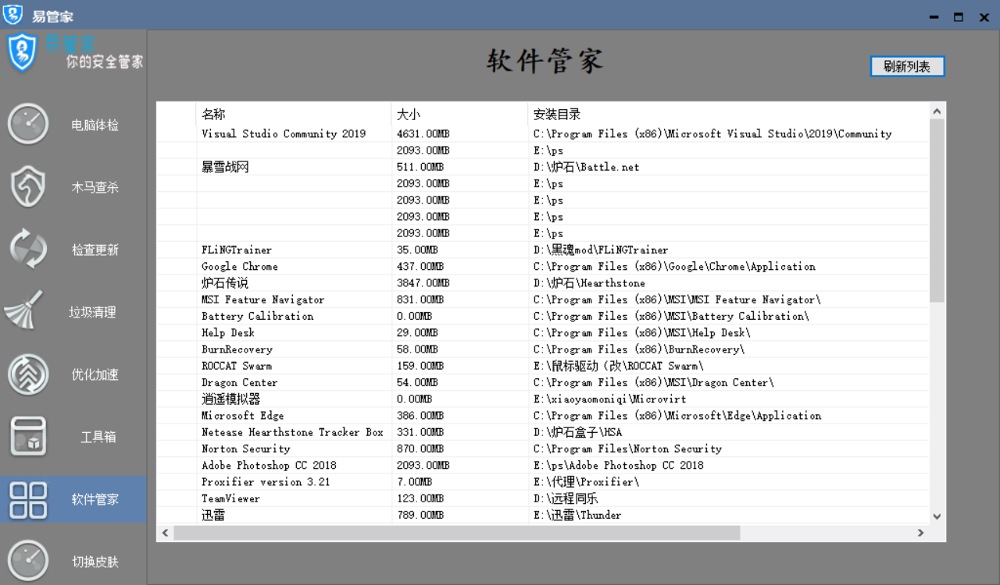 易管家
易管家
你的安全管家
软件管家
刷新列表
电脑体检
木马查杀
检查更新
垃圾清理
优化加速
工具箱
软件管家
切换皮肤
名称 大小 安装目录
Visual Studio Community 2019 4631.00MB C:\Program Files (x86)\Microsoft Visual Studio\2019\Community
2093.00MB E:\ps
暴雪战网 511.00MB D:\炉石\Battle.net
2093.00MB E:\ps
2093.00MB E:\ps
2093.00MB E:\ps
2093.00MB E:\ps
FLiNGTrainer 35.00MB D:\黑魂mod\FLiNGTrainer
Google Chrome 437.00MB C:\Program Files (x86)\Google\Chrome\Application
炉石传说 3847.00MB D:\炉石\Hearthstone
MSI Feature Navigator 831.00MB C:\Program Files (x86)\MSI\MSI Feature Navigator\
Battery Calibration 0.00MB C:\Program Files (x86)\MSI\Battery Calibration\
Help Desk 29.00MB C:\Program Files (x86)\MSI\Help Desk\
BurnRecovery 58.00MB C:\Program Files (x86)\BurnRecovery\
ROCCAT Swarm 159.00MB E:\鼠标驱动（改\ROCCAT Swarm\
Dragon Center 54.00MB C:\Program Files (x86)\MSI\Dragon Center\
逍遥模拟器 0.00MB E:\xiaoyaomoniqi\Microvirt
Microsoft Edge 386.00MB C:\Program Files (x86)\Microsoft\Edge\Application
Netease Hearthstone Tracker Box 331.00MB D:\炉石盒子\HSA
Norton Security 870.00MB C:\Program Files\Norton Security
Adobe Photoshop CC 2018 2093.00MB E:\ps\Adobe Photoshop CC 2018
Proxifier version 3.21 7.00MB E:\代理\Proxifier\
TeamViewer 123.00MB D:\远程同乐
迅雷 789.00MB E:\迅雷\Thunder